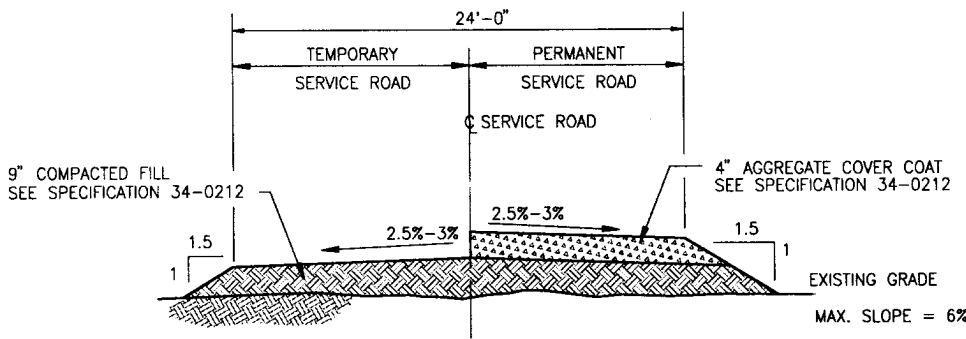 24'-0"
TEMPORARY
SERVICE ROAD
PERMANENT
SERVICE ROAD
℄ SERVICE ROAD
9" COMPACTED FILL
SEE SPECIFICATION 34-0212
4" AGGREGATE COVER COAT
SEE SPECIFICATION 34-0212
2.5%-3%
2.5%-3%
1.5
1
1.5
1
EXISTING GRADE
MAX. SLOPE = 6%